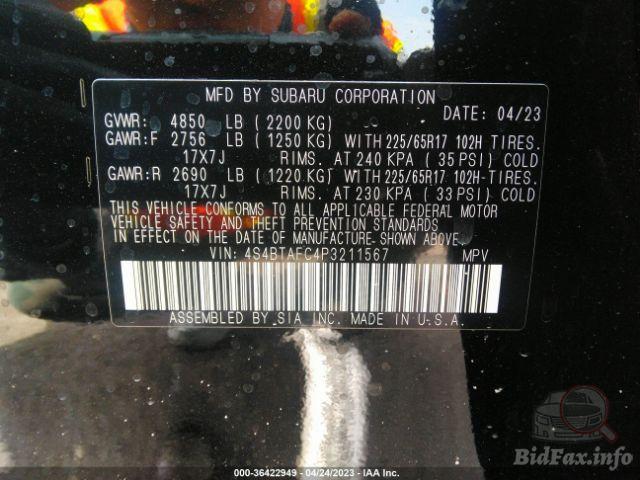 MFD BY SUBARU CORPORATION
DATE: 04/23
GVWR: 4850 LB (2200 KG)
GAWR:F 2756 LB (1250 KG) WITH 225/65R17 102H TIRES.
17X7J RIMS. AT 240 KPA (35 PSI) COLD
GAWR:R 2690 LB (1220 KG) WITH 225/65R17 102H-TIRES.
17X7J RIMS. AT 230 KPA (33 PSI) COLD
THIS VEHICLE CONFORMS TO ALL APPLICABLE FEDERAL MOTOR
VEHICLE SAFETY AND THEFT PREVENTION STANDARDS
IN EFFECT ON THE DATE OF MANUFACTURE SHOWN ABOVE.
VIN: 4S4BTAFC4P3211567 MPV
ASSEMBLED BY SIA INC. MADE IN U.S.A.
000-36422949 - 04/24/2023 - IAA Inc.
BidFax.info